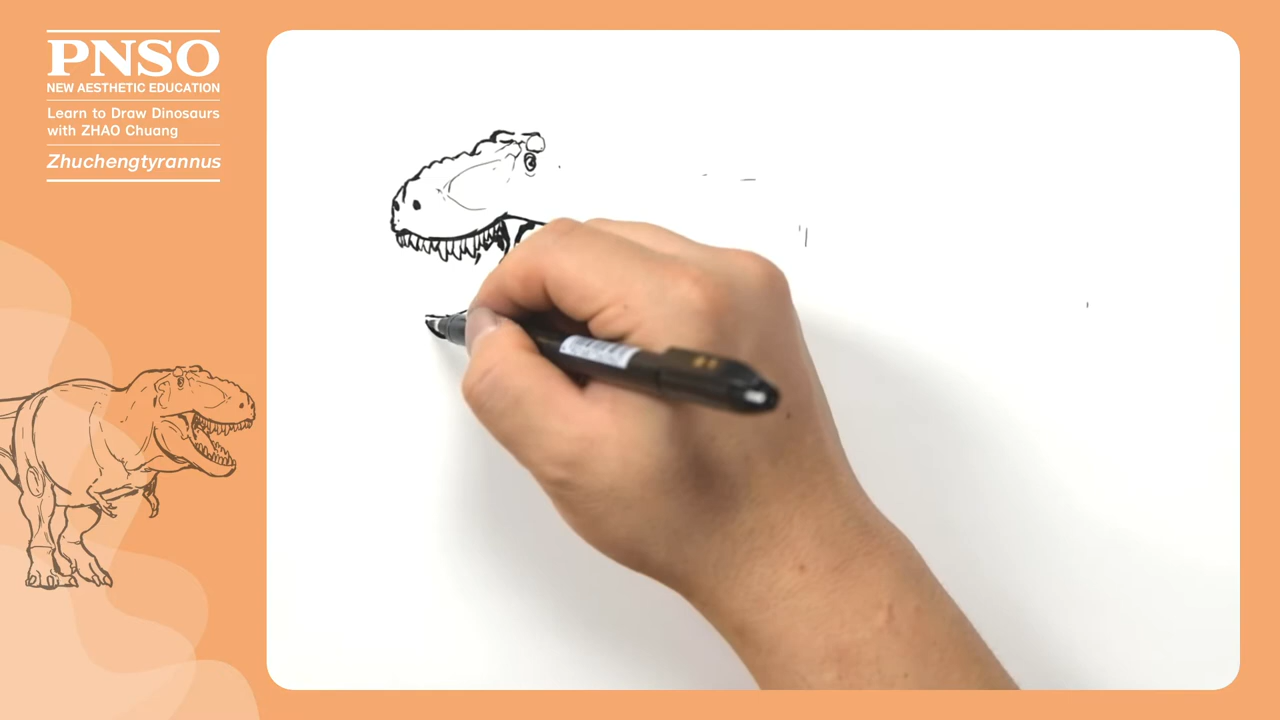 PNSO
NEW AESTHETIC EDUCATION
Learn to Draw Dinosaurs
with ZHAO Chuang
Zhuchengtyrannus